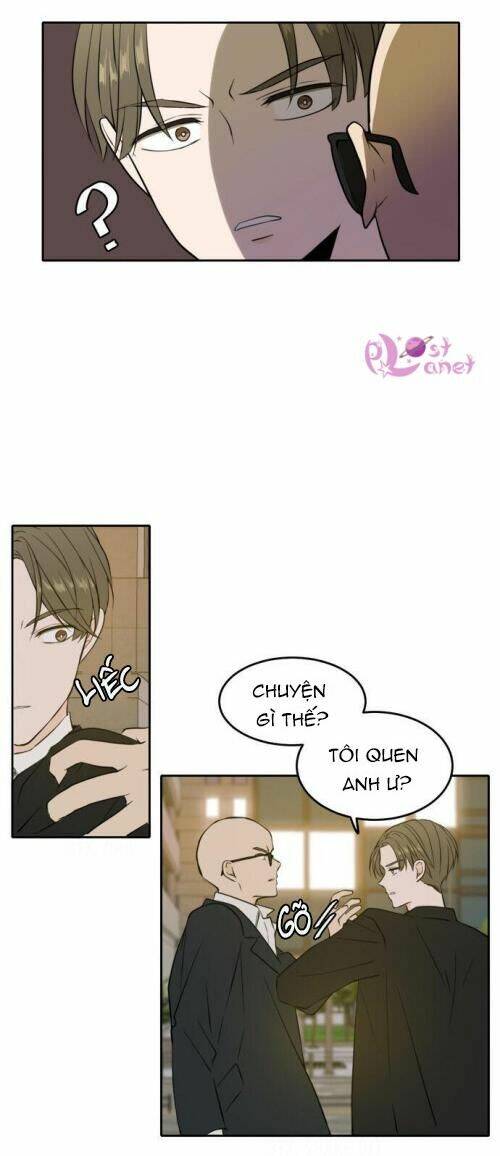 ?
Lost
Planet
LIẾC
CHUYỆN
GÌ THẾ?
TÔI QUEN
ANH Ư?
GỠ